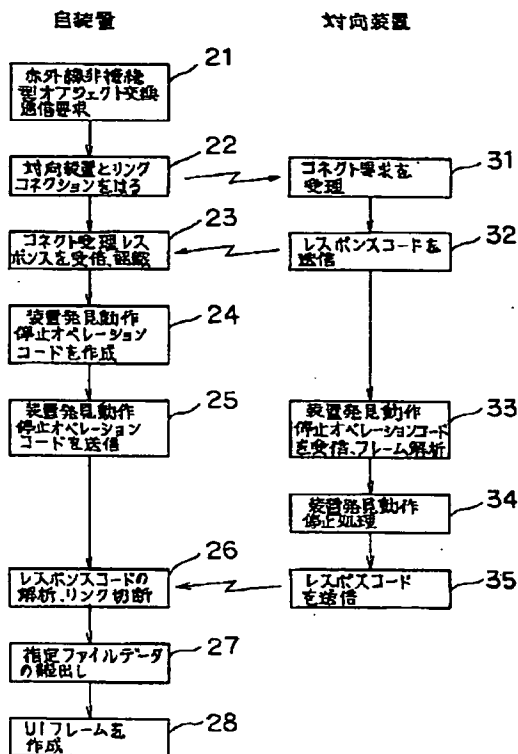 自装置
対向装置
21
赤外線非接続
型オブジェクト交換
通信要求
22
対向装置とリンク
コネクションをはる
31
コネクト要求を
受理
23
コネクト受理レス
ポンスを受信、認識
32
レスポンスコードを
送信
24
装置発見動作
停止オペレーション
コードを作成
25
装置発見動作
停止オペレーション
コードを送信
33
装置発見動作
停止オペレーションコード
を受信、フレーム解析
34
装置発見動作
停止処理
26
レスポンスコードの
解析、リンク切断
35
レスポスコード
を送信
27
指定ファイルデータ
の読出し
28
UIフレームを
作成